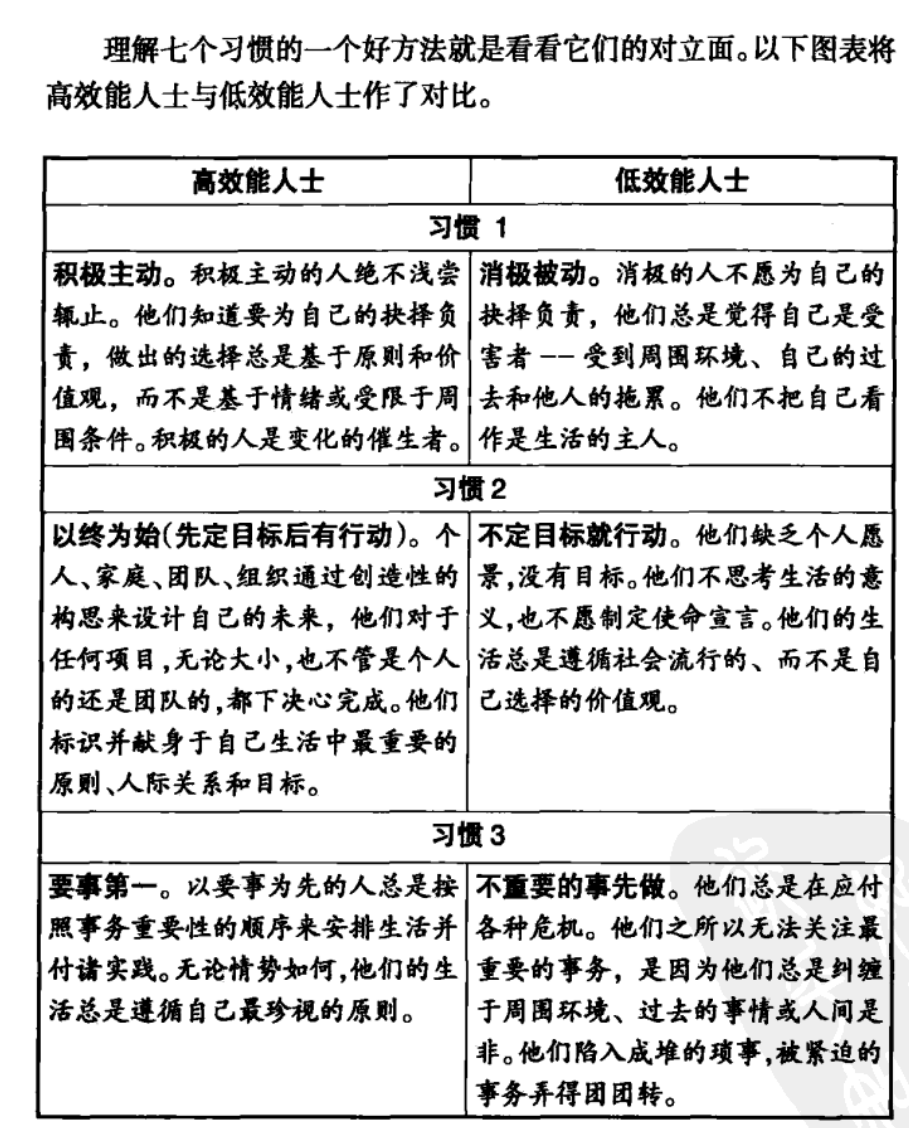 理解七个习惯的一个好方法就是看看它们的对立面。以下图表将
高效能人士与低效能人士作了对比。
高效能人士
低效能人士
习惯 1
积极主动。积极主动的人绝不浅尝
辄止。他们知道要为自己的抉择负
责，做出的选择总是基于原则和价
值观，而不是基于情绪或受限于周
围条件。积极的人是变化的催生者。
消极被动。消极的人不愿为自己的
抉择负责，他们总是觉得自己是受
害者 -- 受到周围环境、自己的过
去和他人的拖累。他们不把自己看
作是生活的主人。
习惯 2
以终为始(先定目标后有行动)。个
人、家庭、团队、组织通过创造性的
构思来设计自己的未来，他们对于
任何项目,无论大小,也不管是个人
的还是团队的,都下决心完成。他们
标识并献身于自己生活中最重要的
原则、人际关系和目标。
不定目标就行动。他们缺乏个人愿
景,没有目标。他们不思考生活的意
义,也不愿制定使命宣言。他们的生
活总是遵循社会流行的、而不是自
己选择的价值观。
习惯 3
要事第一。以要事为先的人总是按
照事务重要性的顺序来安排生活并
付诸实践。无论情势如何,他们的生
活总是遵循自己最珍视的原则。
不重要的事先做。他们总是在应付
各种危机。他们之所以无法关注最
重要的事务，是因为他们总是纠缠
于周围环境、过去的事情或人间是
非。他们陷入成堆的琐事,被紧迫的
事务弄得团团转。